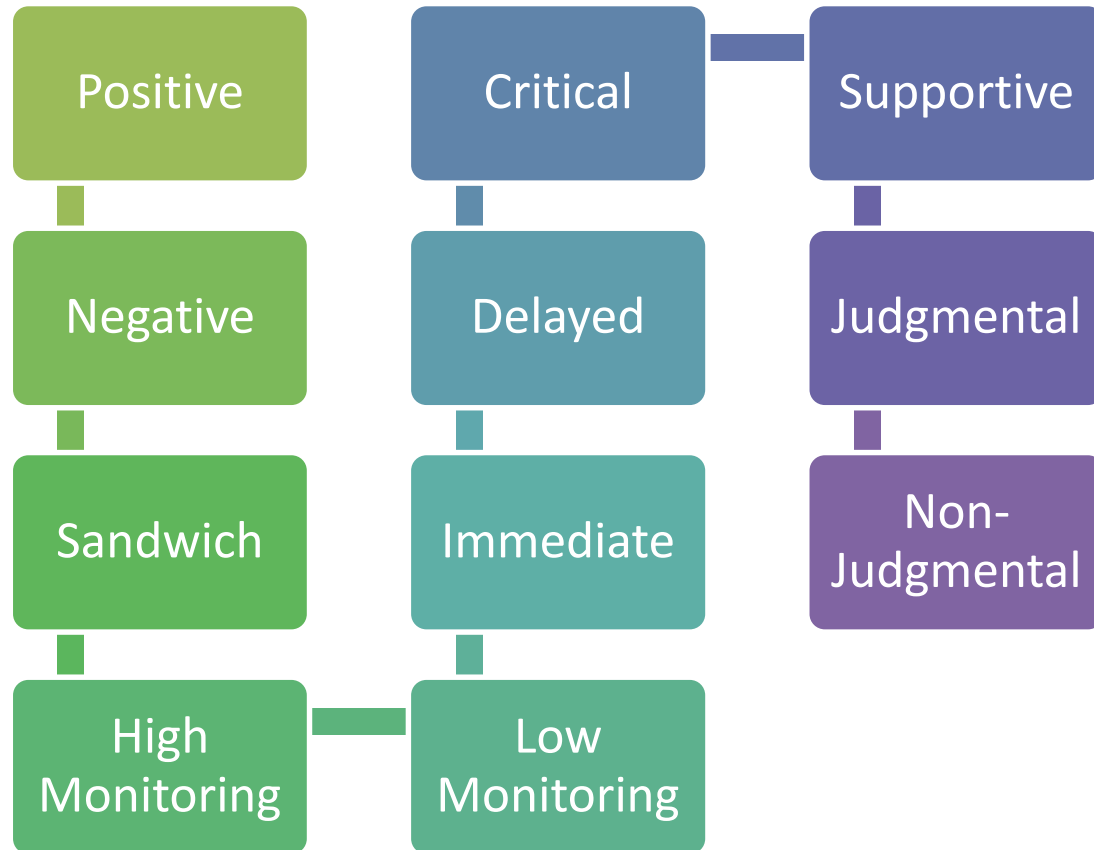 Positive
Negative
Sandwich
High
Monitoring
Low
Monitoring
Immediate
Delayed
Critical
Supportive
Judgmental
Non-
Judgmental